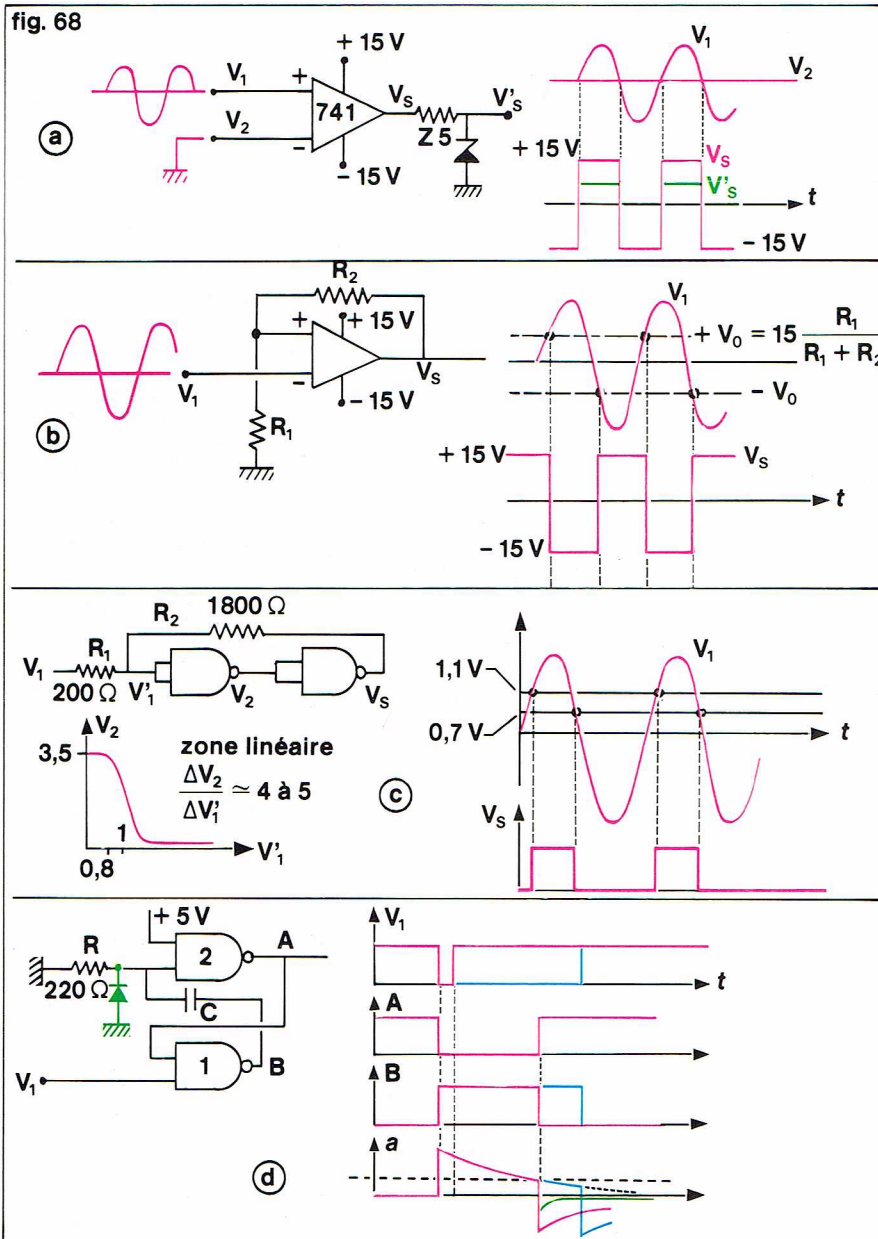 fig. 68
+ 15 V
V₁
+
741
V₂
-
- 15 V
Vₛ
Z 5
V'ₛ
a
V₁
V₂
+ 15 V
Vₛ
V'ₛ
t
- 15 V
R₂
+
+ 15 V
-
- 15 V
Vₛ
V₁
R₁
b
V₁
+ V₀ = 15 R₁ / R₁ + R₂
- V₀
+ 15 V
Vₛ
t
- 15 V
R₂ 1800 Ω
V₁
R₁
200 Ω
V'₁
V₂
Vₛ
V₂
3,5
1
0,8
V'₁
zone linéaire
ΔV₂ / ΔV'₁ ≃ 4 à 5
c
V₁
1,1 V
0,7 V
t
Vₛ
+ 5 V
R
220 Ω
2
A
C
1
B
V₁
d
V₁
t
A
B
a